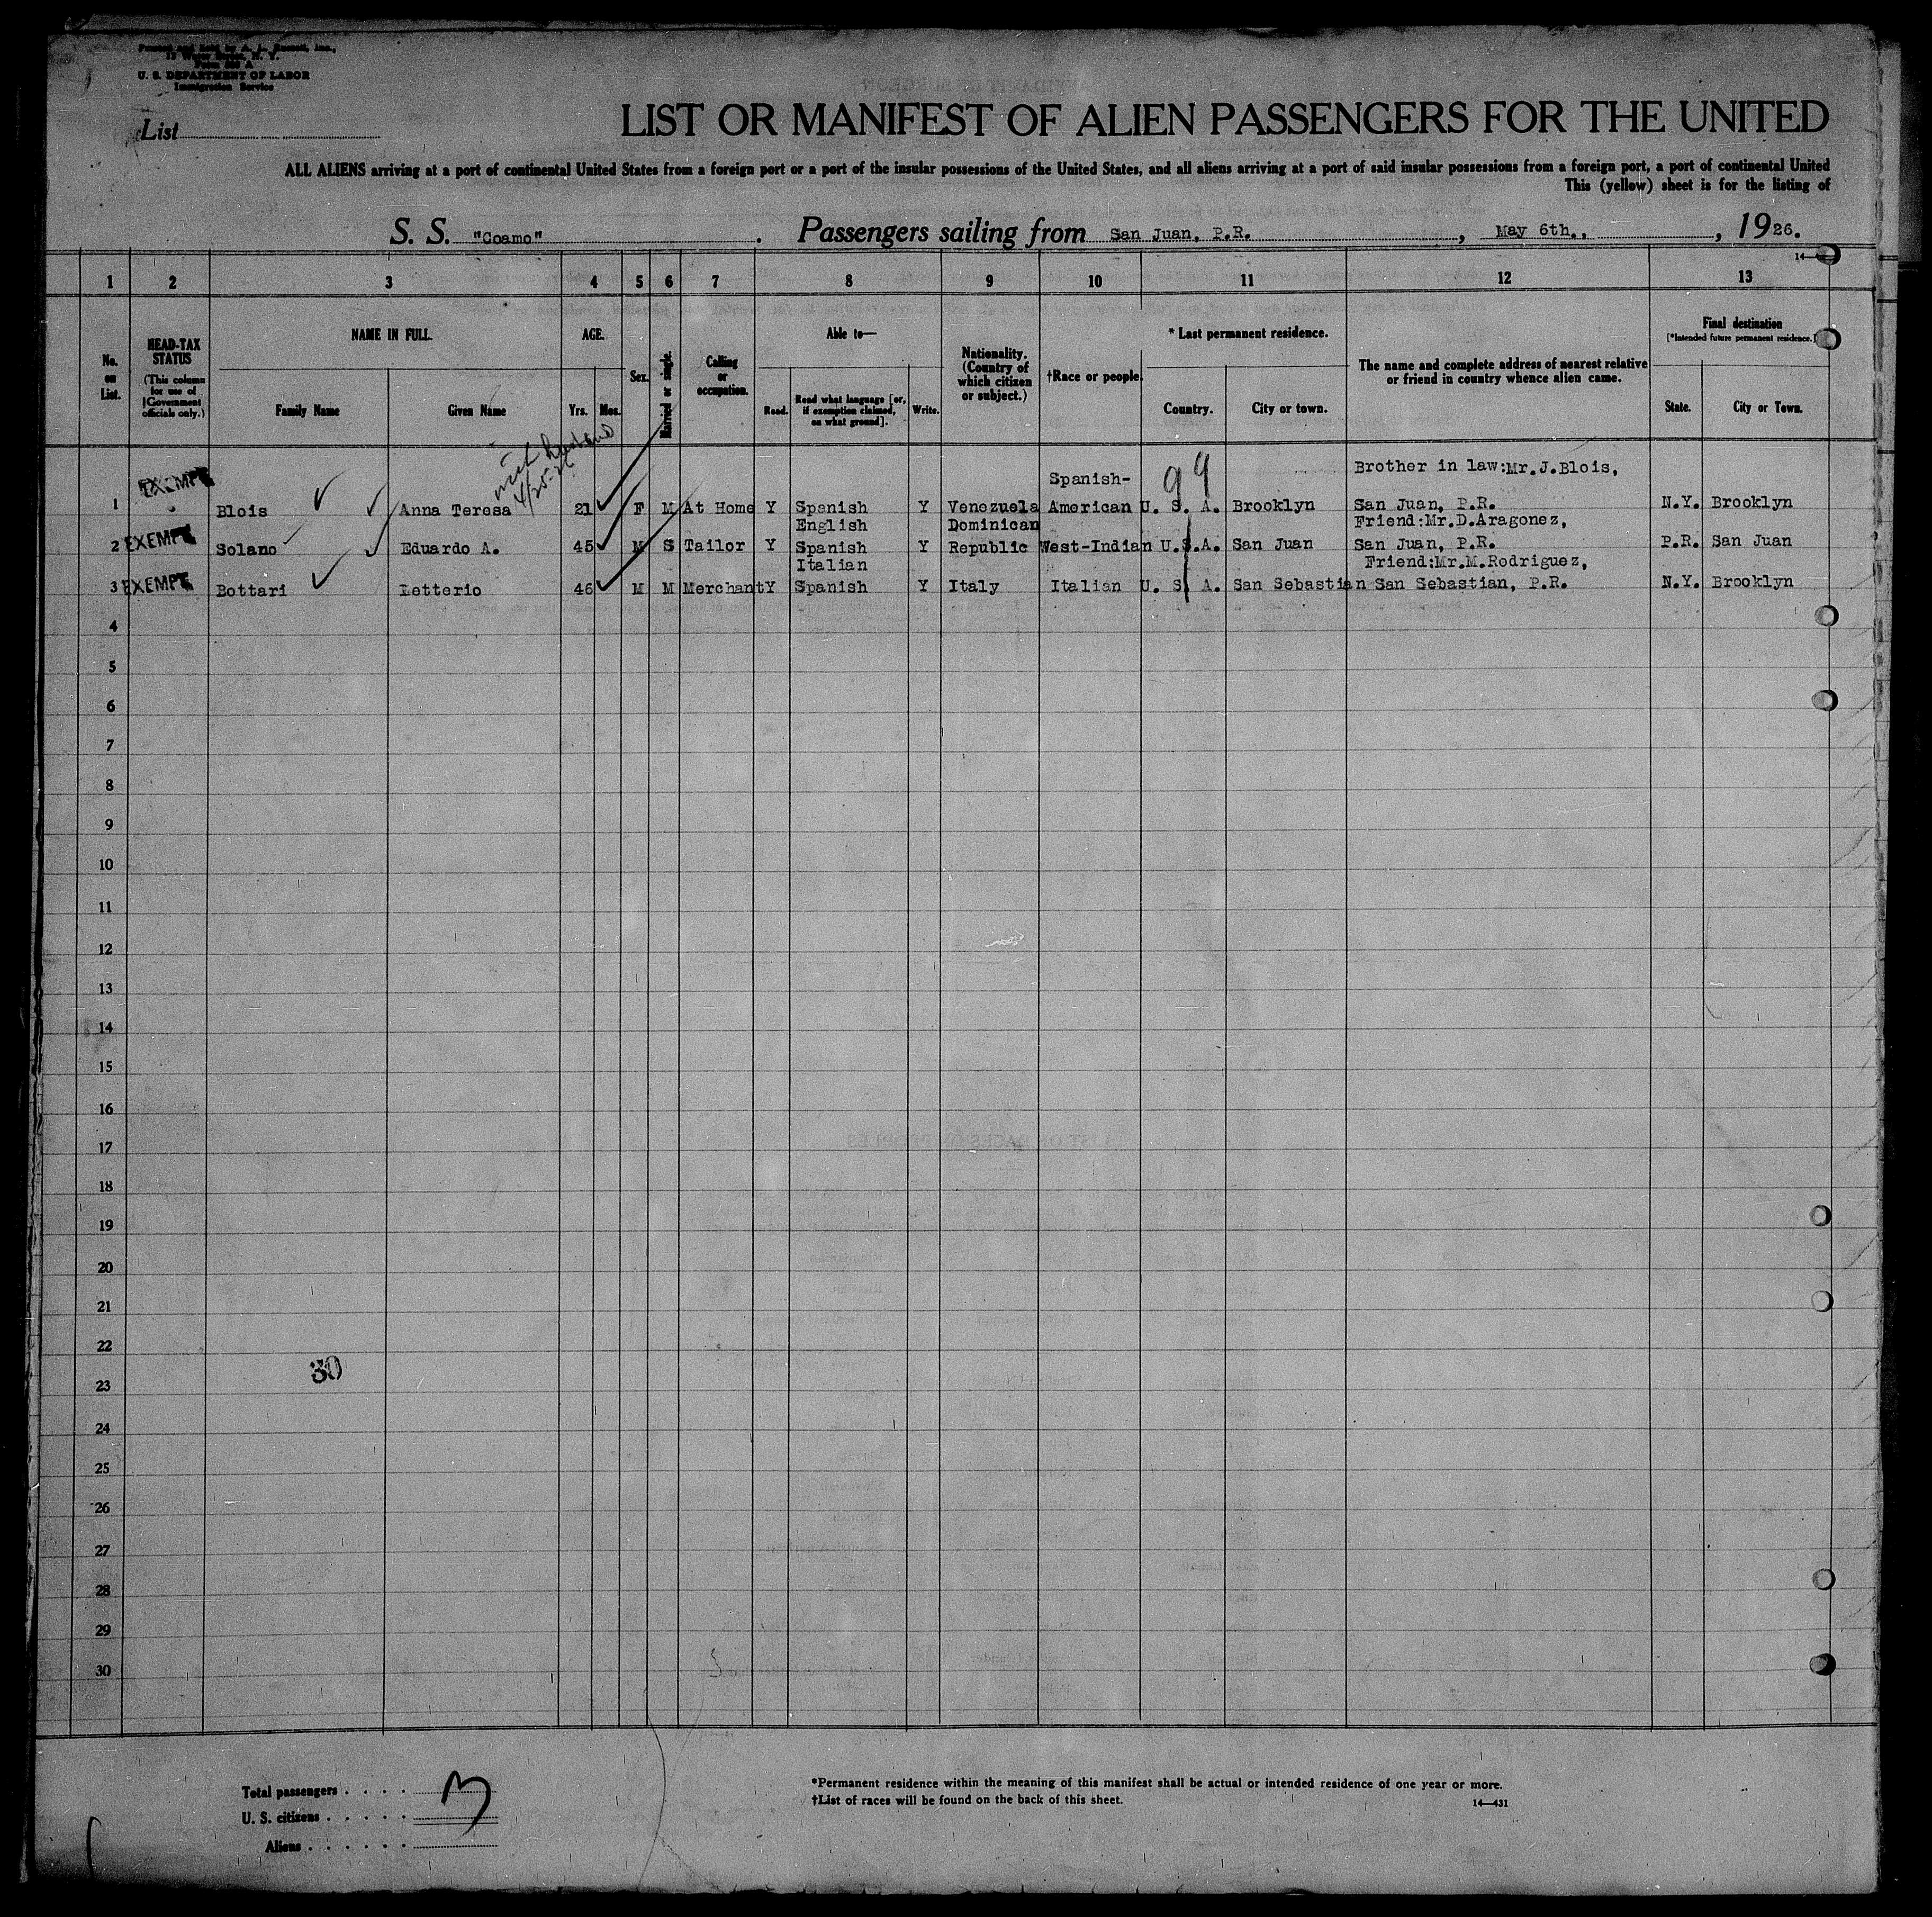 U. S. DEPARTMENT OF LABOR
Immigration Service
List
LIST OR MANIFEST OF ALIEN PASSENGERS FOR THE UNITED
ALL ALIENS arriving at a port of continental United States from a foreign port or a port of the insular possessions of the United States, and all aliens arriving at a port of said insular possessions from a foreign port, a port of continental United
This (yellow) sheet is for the listing of
S. S. "Coamo" . Passengers sailing from San Juan, P.R. , May 6th., , 1926.
1 2 3 4 5 6 7 8 9 10 11 12 13
No. on List.
HEAD-TAX STATUS
(This column for use of Government officials only.)
NAME IN FULL.
Family Name
Given Name
AGE.
Yrs. Mos.
Sex.
Married or single.
Calling or occupation.
Able to—
Read.
Read what language [or, if exemption claimed, on what ground].
Write.
Nationality. (Country of which citizen or subject.)
†Race or people.
* Last permanent residence.
Country.
City or town.
The name and complete address of nearest relative or friend in country whence alien came.
Final destination
[*Intended future permanent residence.]
State.
City or Town.
99
EXEMPT Spanish- Brother in law:Mr.J.Blois,
1 Blois Anna Teresa 21 F M At Home Y Spanish Y Venezuela American U. S. A. Brooklyn San Juan, P.R. N.Y. Brooklyn
English Dominican Friend:Mr.D.Aragonez,
2 EXEMPT Solano Eduardo A. 45 M S Tailor Y Spanish Y Republic West-Indian U.S.A. San Juan San Juan, P.R. P.R. San Juan
Italian Friend:Mr.M.Rodriguez,
3 EXEMPT Bottari Letterio 46 M M Merchant Y Spanish Y Italy Italian U. S. A. San Sebastian San Sebastian, P.R. N.Y. Brooklyn
4
5
6
7
8
9
10
11
12
13
14
15
16
17
18
19
20
21
22
30
23
24
25
26
27
28
29
30
Total passengers . . . . 3
U. S. citizens . . . . .
Aliens . . . . . .
*Permanent residence within the meaning of this manifest shall be actual or intended residence of one year or more.
†List of races will be found on the back of this sheet.
14—431